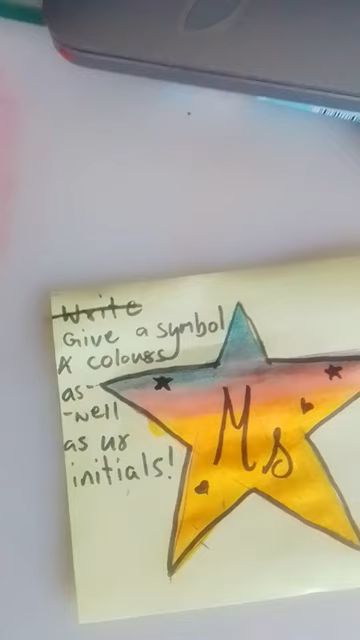 Write
Give a symbol
& colours
as-
-well
as ur
initials!
Ms